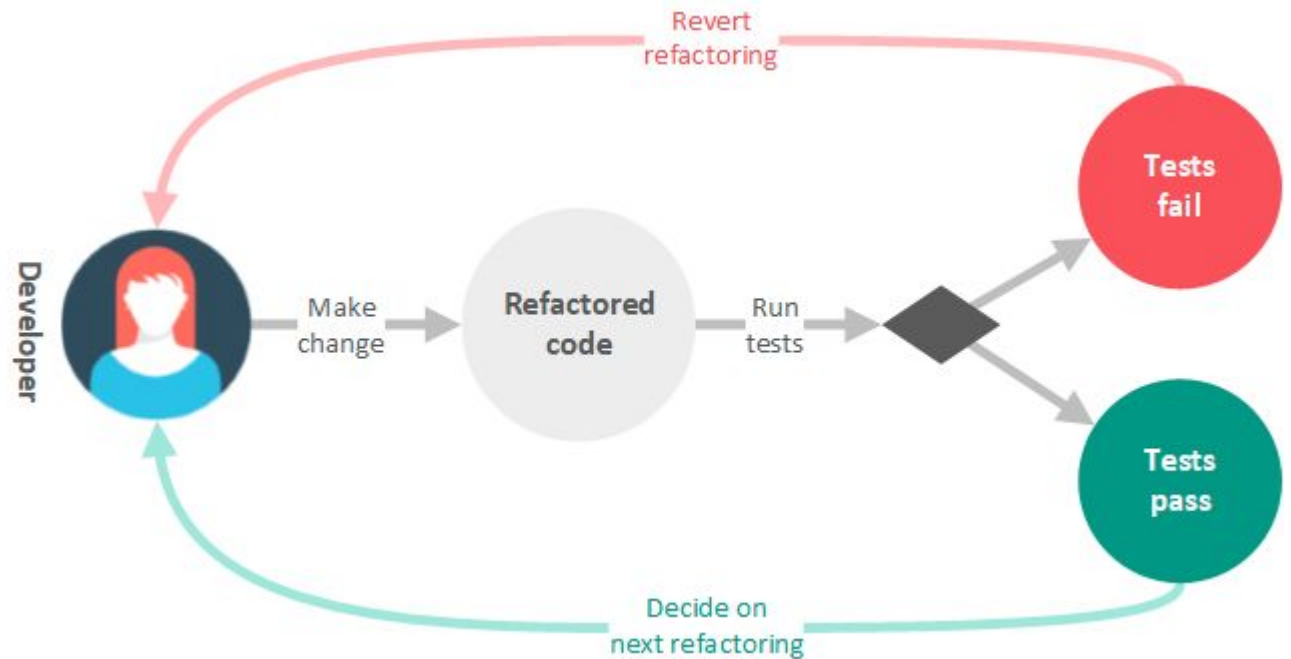 Revert
refactoring
Tests
fail
Developer
Make
change
Refactored
code
Run
tests
Tests
pass
Decide on
next refactoring